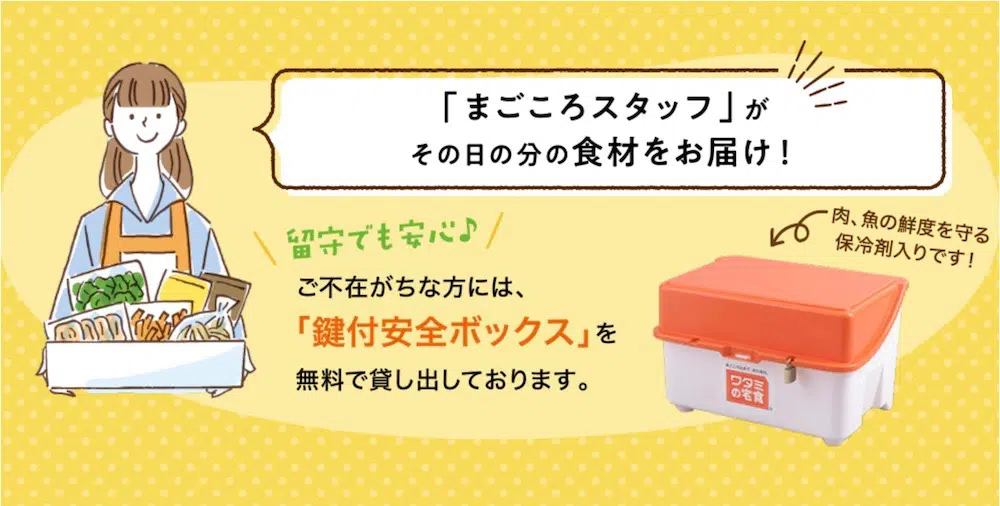 「まごころスタッフ」が
その日の分の食材をお届け！
留守でも安心♪
ご不在がちな方には、
「鍵付安全ボックス」を
無料で貸し出しております。
肉、魚の鮮度を守る
保冷剤入りです！
ワタミ
の宅食